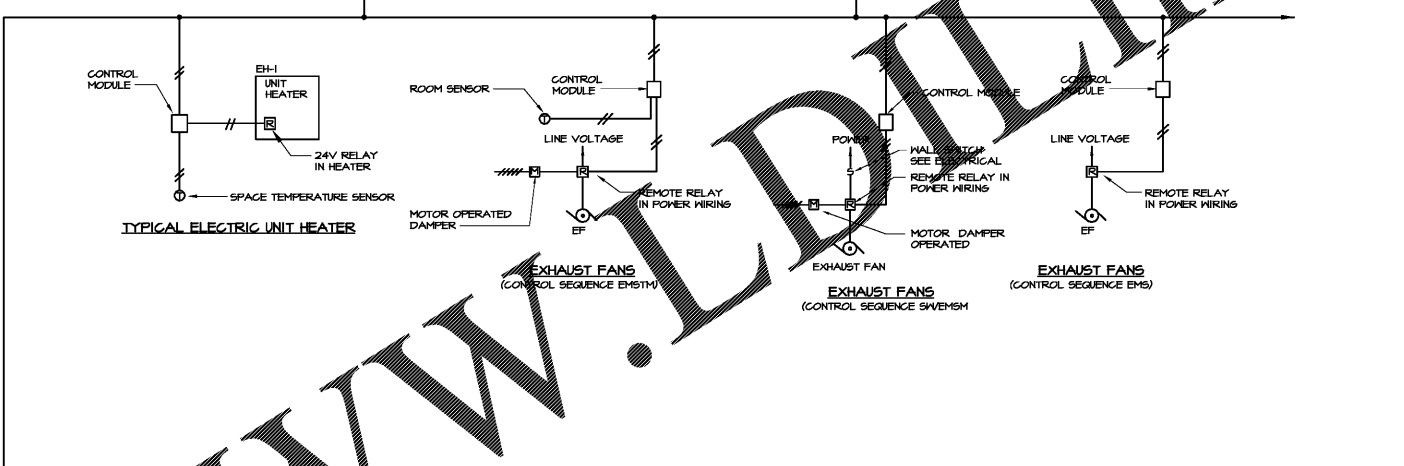 CONTROL
MODULE
EH-1
UNIT
HEATER
R
24V RELAY
IN HEATER
T
SPACE TEMPERATURE SENSOR
TYPICAL ELECTRIC UNIT HEATER
ROOM SENSOR
CONTROL
MODULE
T
LINE VOLTAGE
M
R
REMOTE RELAY
IN POWER WIRING
MOTOR OPERATED
DAMPER
EF
EXHAUST FANS
(CONTROL SEQUENCE EMSTM)
CONTROL MODULE
POWER
WALL SWITCH
SEE ELECTRICAL
S
REMOTE RELAY IN
POWER WIRING
M
R
MOTOR DAMPER
OPERATED
EXHAUST FAN
EXHAUST FANS
(CONTROL SEQUENCE SW/EMSM
CONTROL
MODULE
LINE VOLTAGE
R
REMOTE RELAY
IN POWER WIRING
EF
EXHAUST FANS
(CONTROL SEQUENCE EMS)